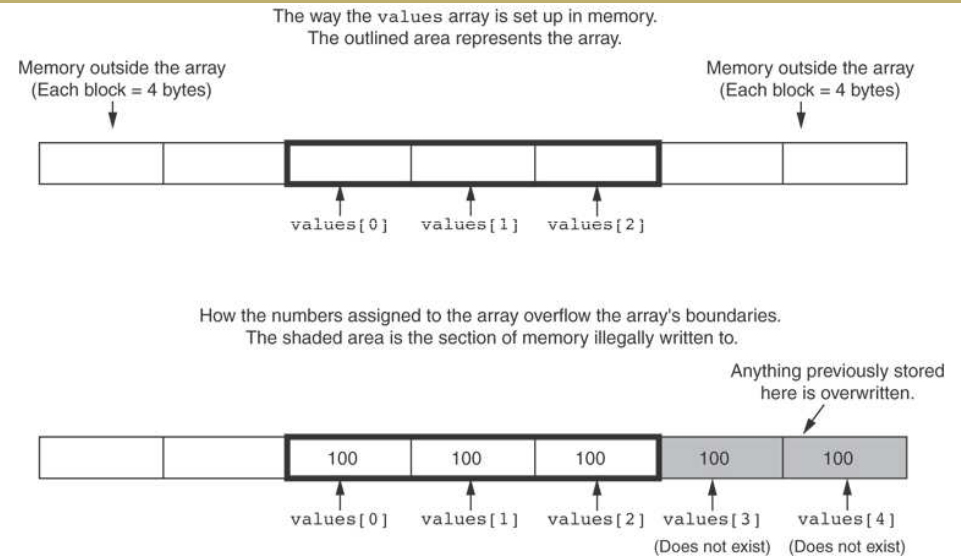 The way the values array is set up in memory.
The outlined area represents the array.
Memory outside the array
(Each block = 4 bytes)
Memory outside the array
(Each block = 4 bytes)
values[0]
values[1]
values[2]
How the numbers assigned to the array overflow the array's boundaries.
The shaded area is the section of memory illegally written to.
Anything previously stored
here is overwritten.
100
100
100
100
100
values[0]
values[1]
values[2]
values[3]
values[4]
(Does not exist)
(Does not exist)